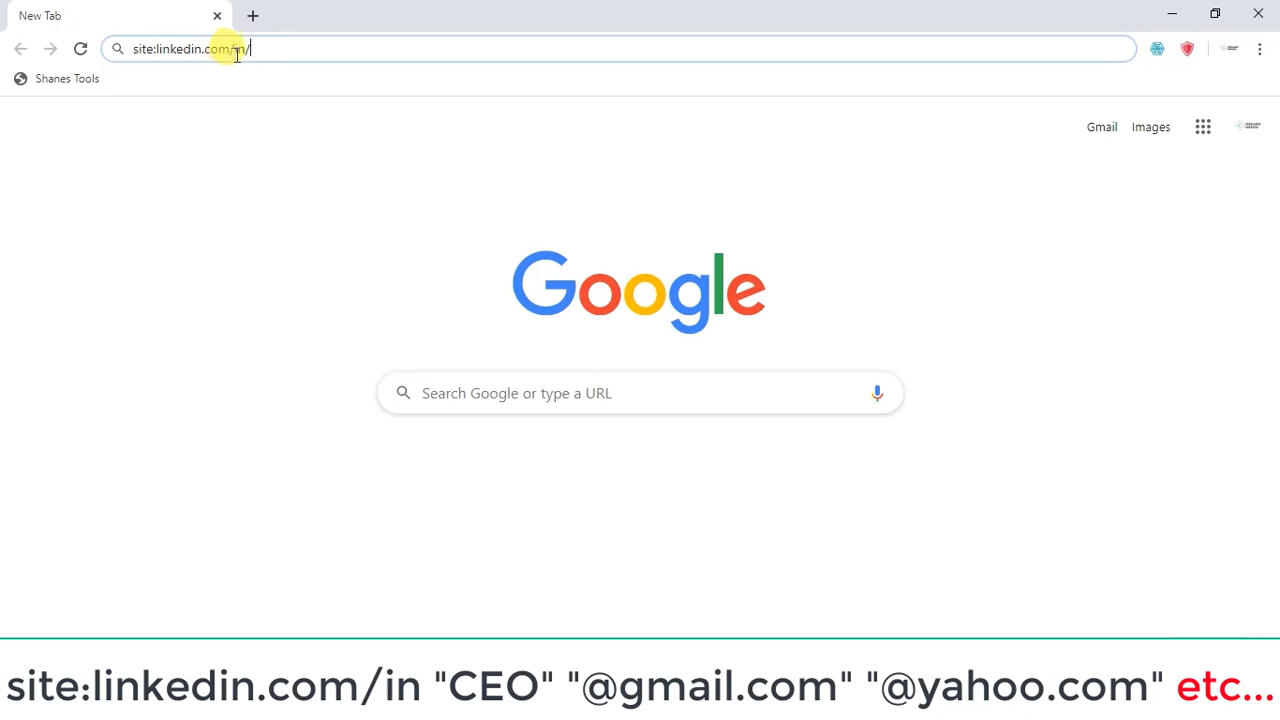 New Tab
site:linkedin.com/in/
Shanes Tools
Gmail
Images
Google
Search Google or type a URL
site:linkedin.com/in "CEO" "@gmail.com" "@yahoo.com" etc...